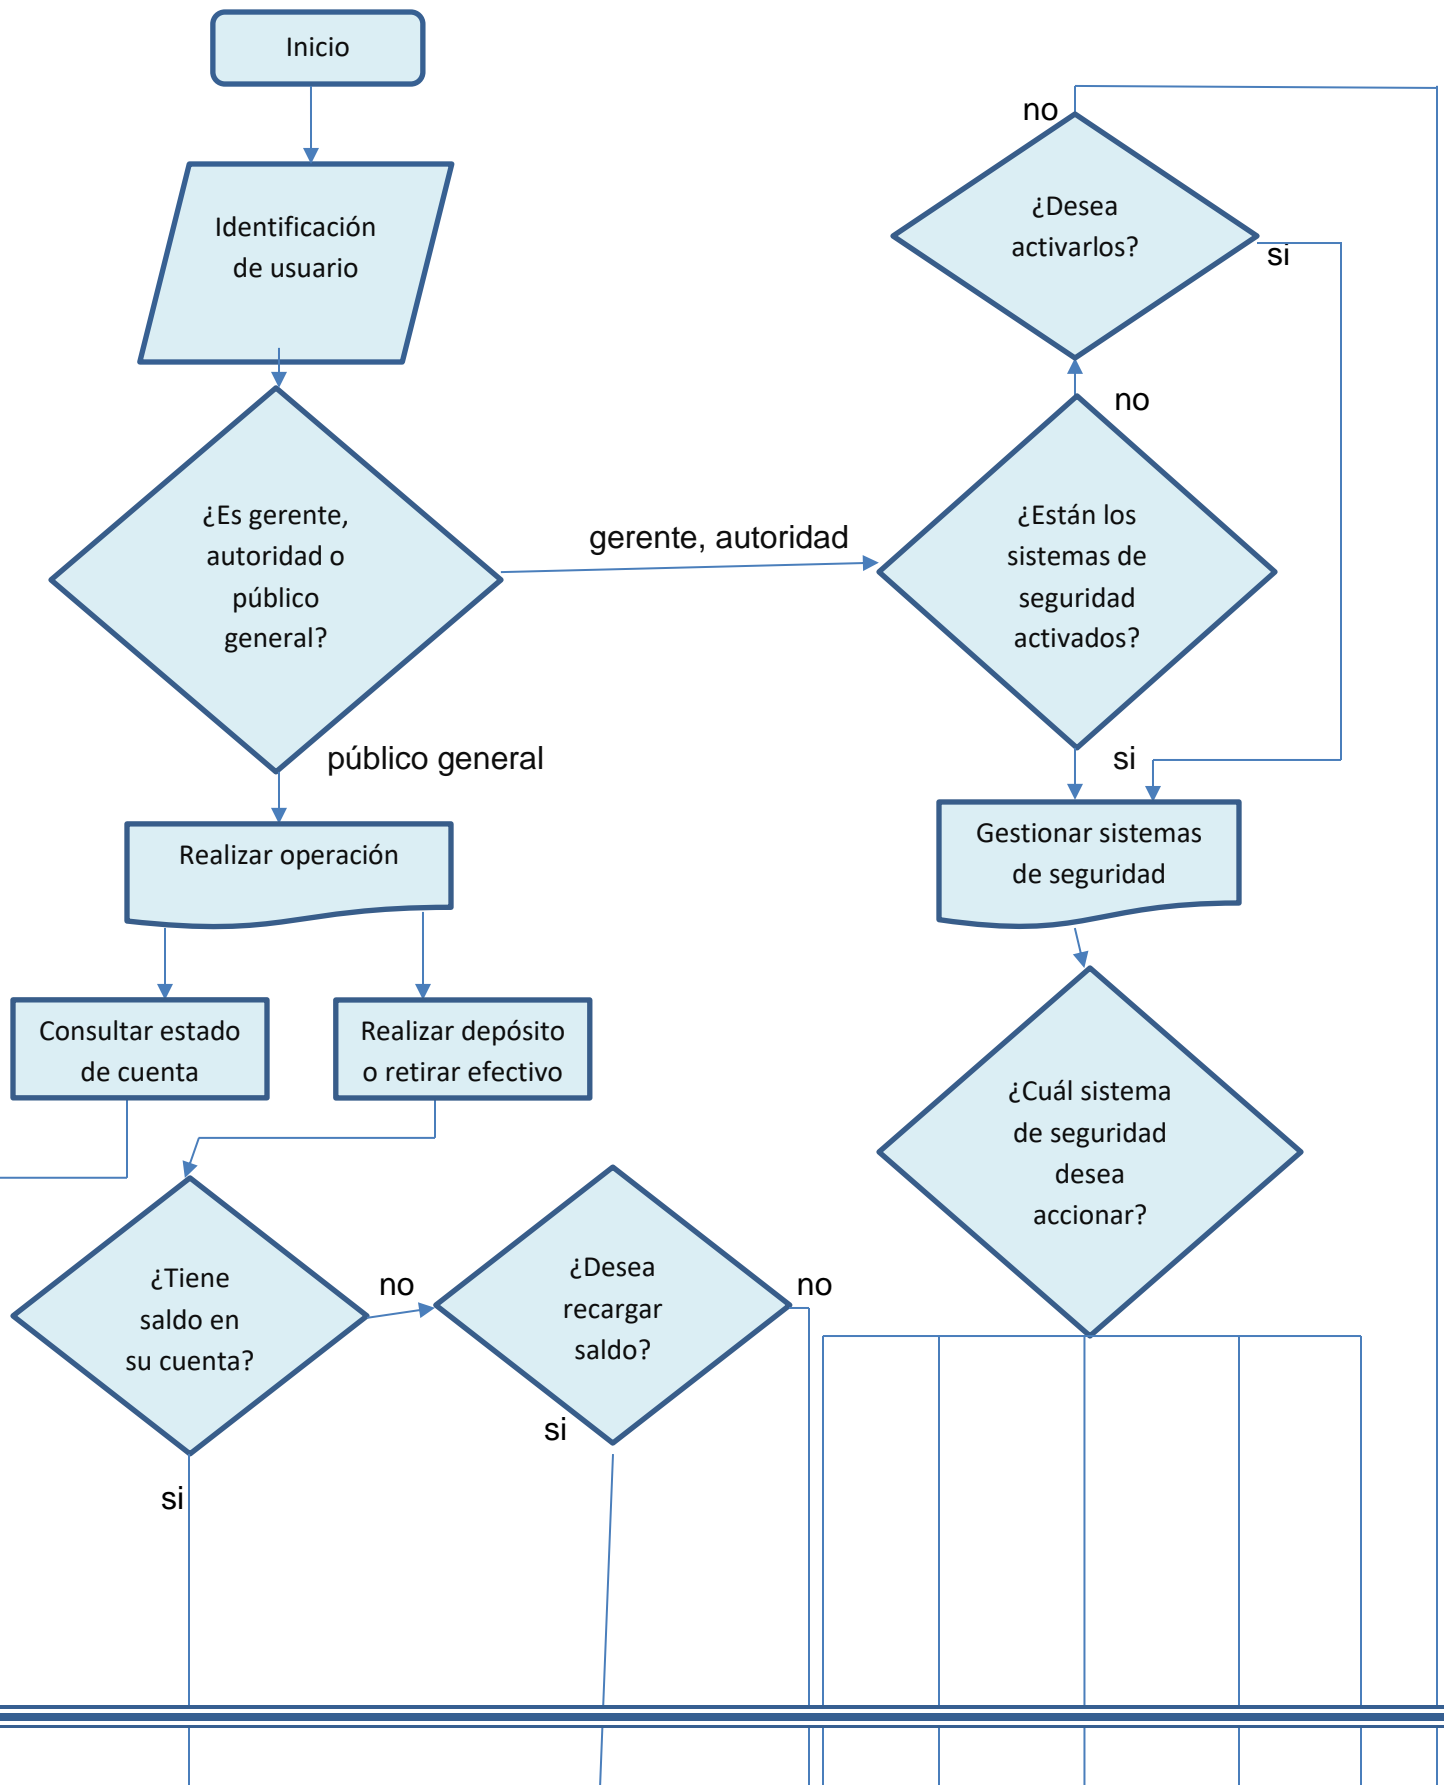 Inicio
Identificación
de usuario
¿Es gerente,
autoridad o
público
general?
gerente, autoridad
público general
Realizar operación
Consultar estado
de cuenta
Realizar depósito
o retirar efectivo
¿Tiene
saldo en
su cuenta?
no
si
¿Desea
recargar
saldo?
no
si
no
¿Desea
activarlos?
si
no
¿Están los
sistemas de
seguridad
activados?
si
Gestionar sistemas
de seguridad
¿Cuál sistema
de seguridad
desea
accionar?